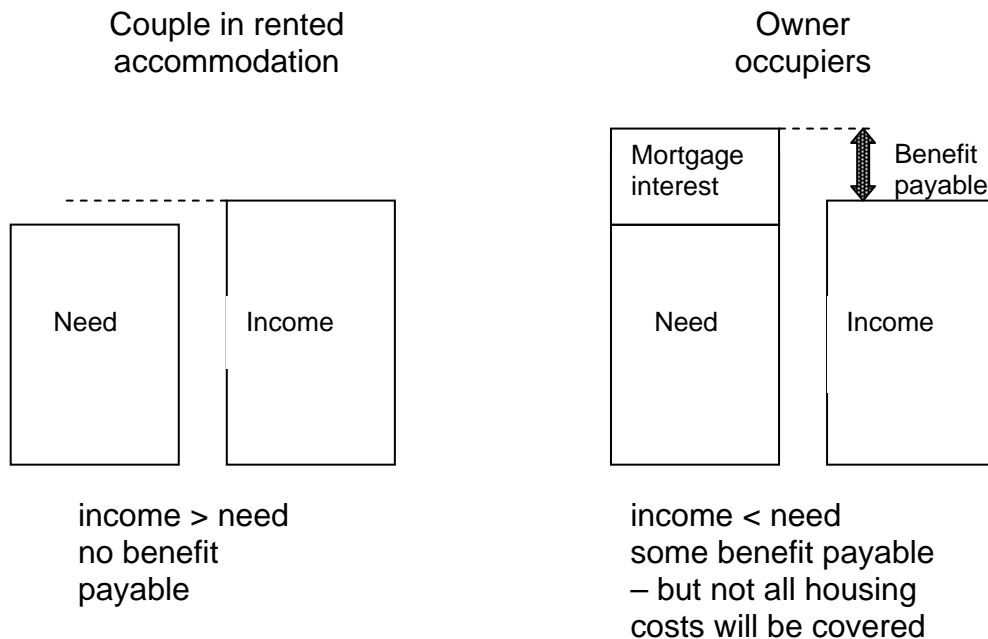 Couple in rented
accommodation
Owner
occupiers
Mortgage
interest
Benefit
payable
Need
Income
Need
Income
income > need
no benefit
payable
income < need
some benefit payable
– but not all housing
costs will be covered